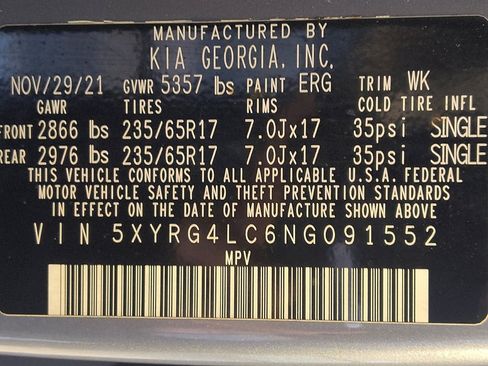 MANUFACTURED BY
KIA GEORGIA, INC,
NOV/29/21 GVWR 5357 lbs PAINT ERG TRIM WK
GAWR TIRES RIMS COLD TIRE INFL
FRONT 2866 lbs 235/65R17 7.0Jx17 35psi SINGLE
REAR 2976 lbs 235/65R17 7.0Jx17 35psi SINGLE
THIS VEHICLE CONFORMS TO ALL APPLICABLE U.S.A. FEDERAL
MOTOR VEHICLE SAFETY AND THEFT PREVENTION STANDARDS
IN EFFECT ON THE DATE OF MANUFACTURE SHOWN ABOVE
VIN 5XYRG4LC6NG091552
MPV